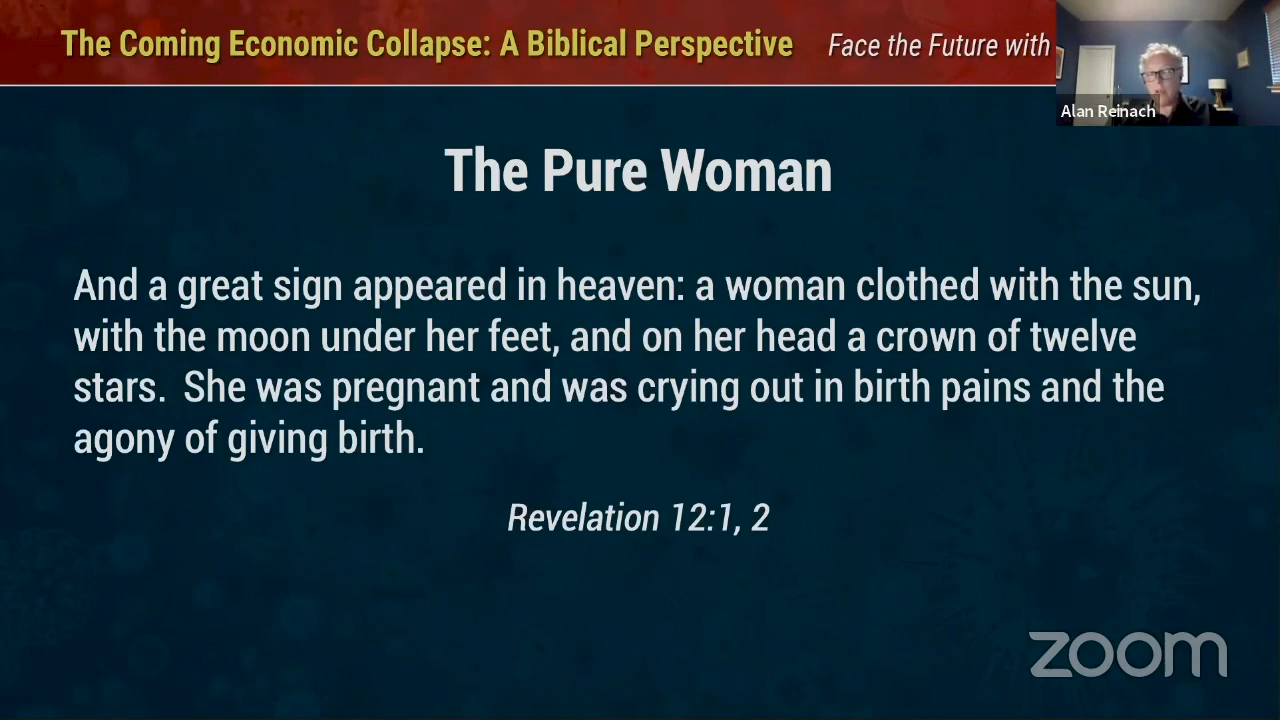 The Coming Economic Collapse: A Biblical Perspective Face the Future with
Alan Reinach
The Pure Woman
And a great sign appeared in heaven: a woman clothed with the sun,
with the moon under her feet, and on her head a crown of twelve
stars. She was pregnant and was crying out in birth pains and the
agony of giving birth.
Revelation 12:1, 2
zoom